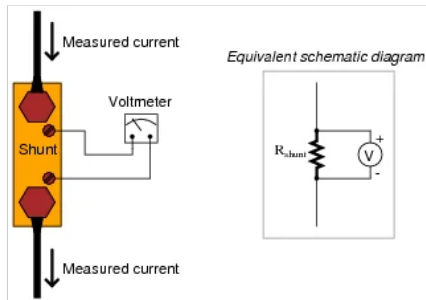 Measured current
Equivalent schematic diagram
Voltmeter
Shunt
Rshunt
+
V
-
Measured current